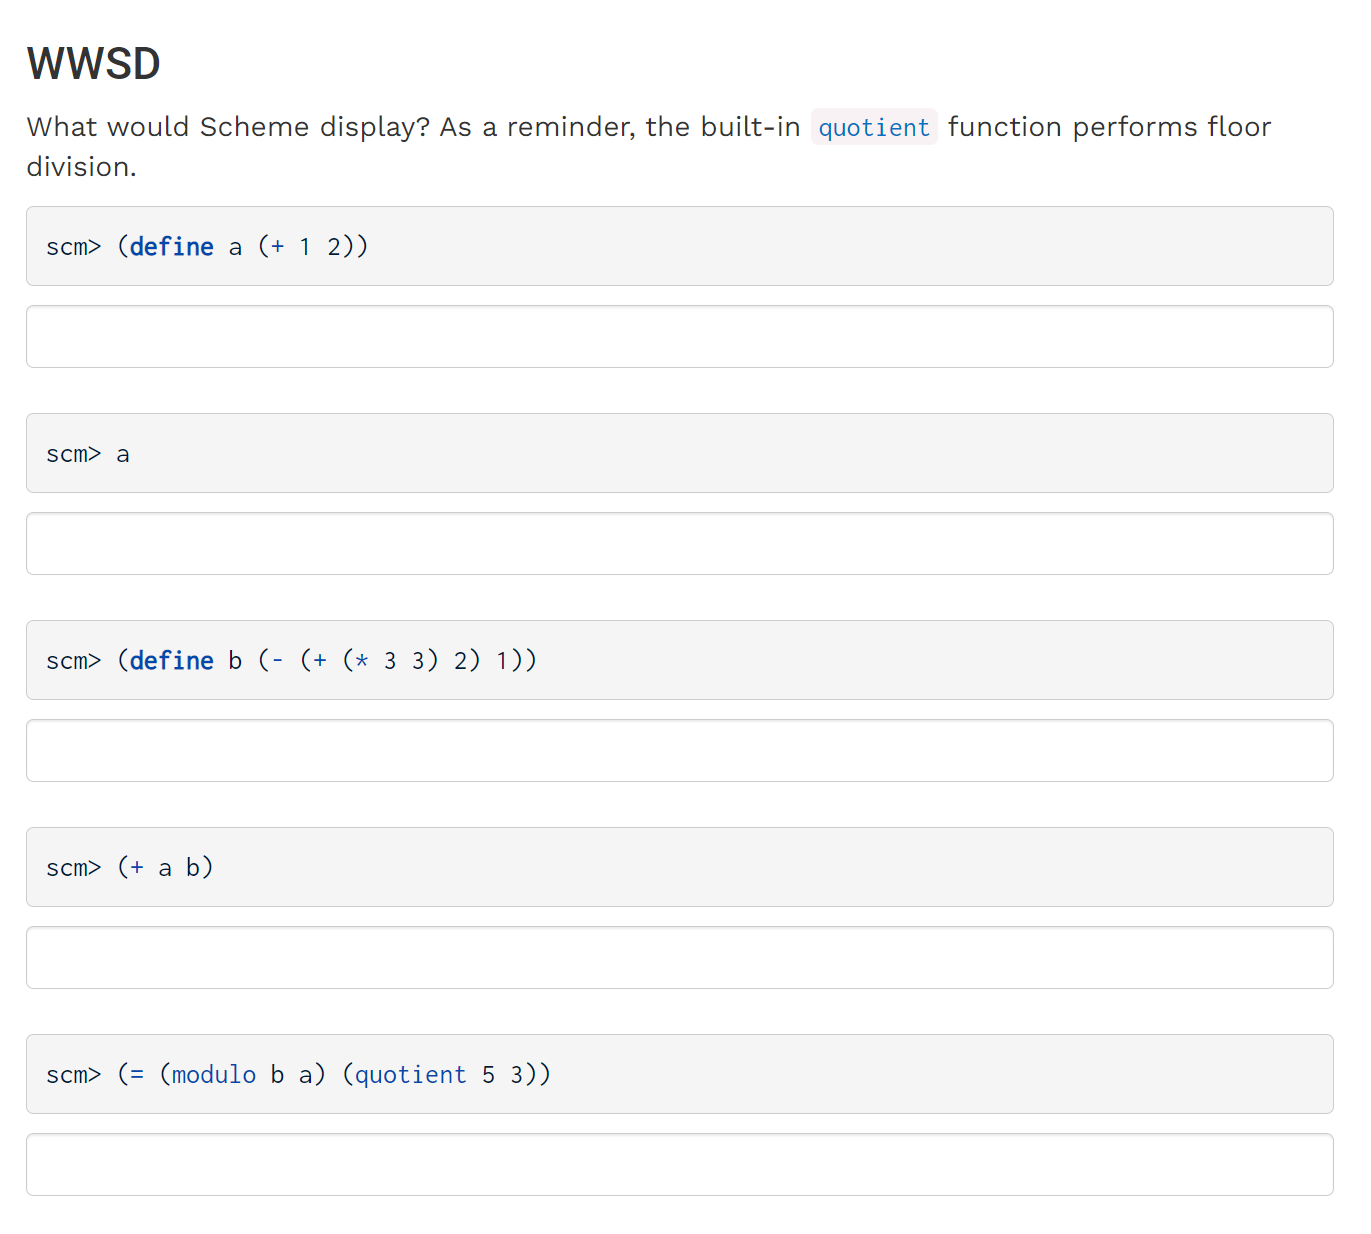 WWSD
What would Scheme display? As a reminder, the built-in quotient function performs floor
division.
scm> (define a (+ 1 2))
scm> a
scm> (define b (- (+ (* 3 3) 2) 1))
scm> (+ a b)
scm> (= (modulo b a) (quotient 5 3))